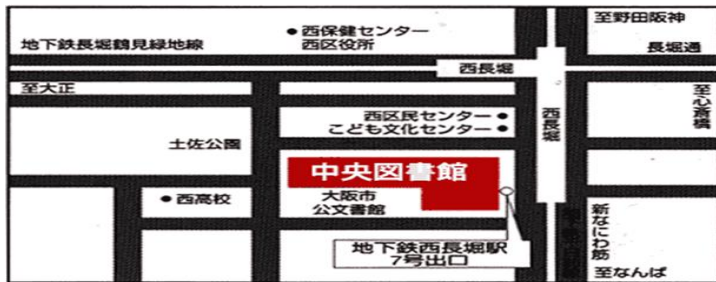 至野田阪神
西保健センター
西区役所
地下鉄長堀鶴見緑地線
長堀通
西長堀
至大正
至心斎橋
西長堀
西区民センター
こども文化センター
土佐公園
中央図書館
西高校
大阪市
公文書館
地下鉄西長堀駅
7号出口
新なにわ筋
至なんば